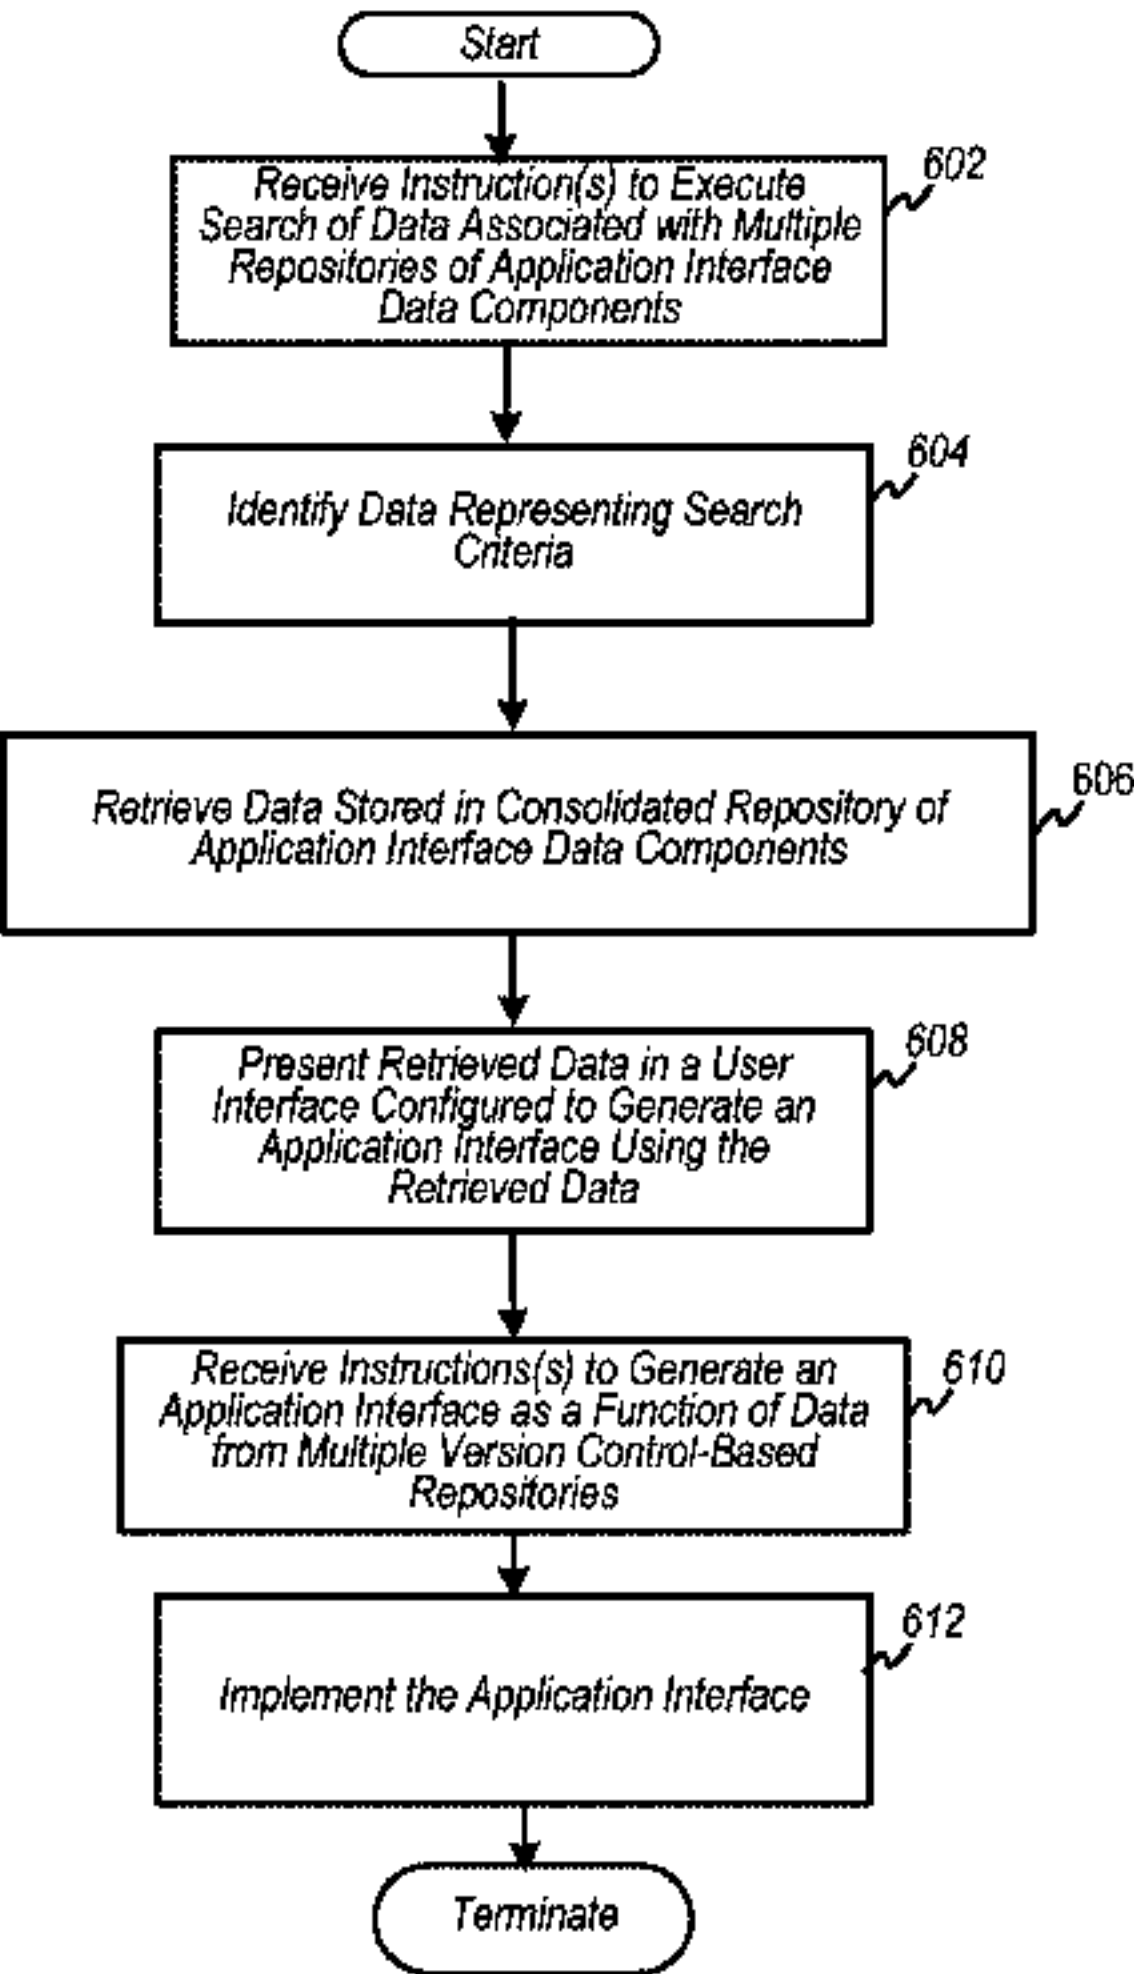 Start
602
Receive Instruction(s) to Execute
Search of Data Associated with Multiple
Repositories of Application Interface
Data Components
604
Identify Data Representing Search
Criteria
606
Retrieve Data Stored in Consolidated Repository of
Application Interface Data Components
608
Present Retrieved Data in a User
Interface Configured to Generate an
Application Interface Using the
Retrieved Data
610
Receive Instructions(s) to Generate an
Application Interface as a Function of Data
from Multiple Version Control-Based
Repositories
612
Implement the Application Interface
Terminate